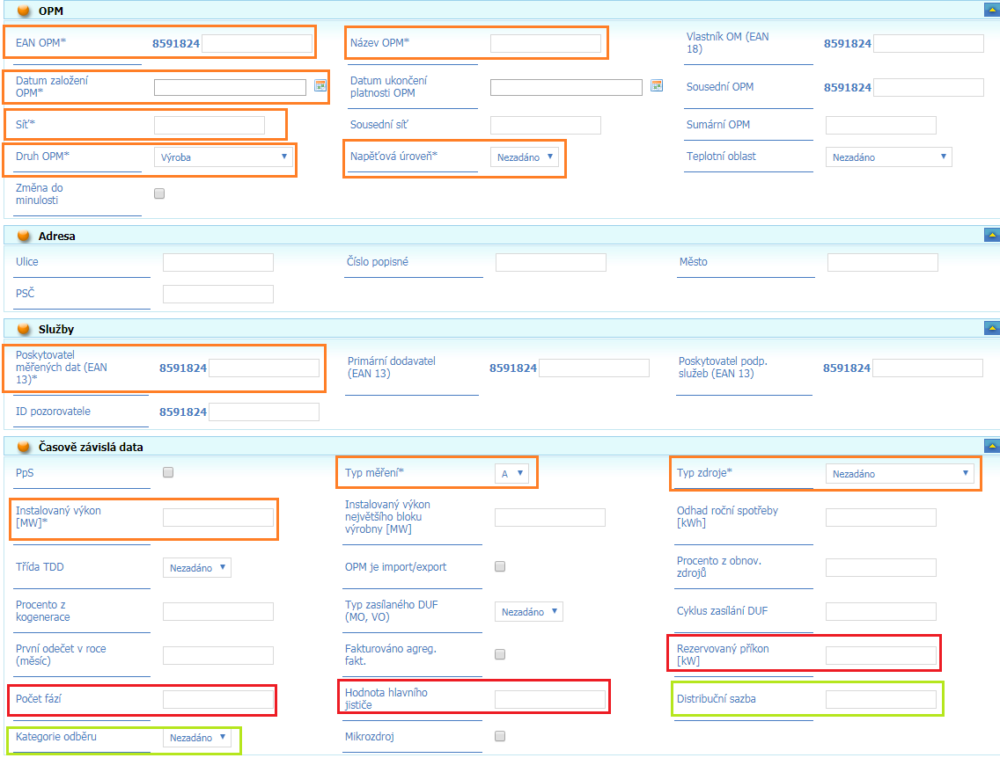 OPM
EAN OPM* 8591824
Název OPM*
Vlastník OM (EAN
18) 8591824
Datum založení
OPM*
Datum ukončení
platnosti OPM
Sousední OPM 8591824
Síť*
Sousední síť
Sumární OPM
Druh OPM* Výroba
Napěťová úroveň* Nezadáno
Teplotní oblast Nezadáno
Změna do
minulosti
Adresa
Ulice
Číslo popisné
Město
PSČ
Služby
Poskytovatel
měřených dat (EAN
13)* 8591824
Primární dodavatel
(EAN 13) 8591824
Poskytovatel podp.
služeb (EAN 13) 8591824
ID pozorovatele 8591824
Časově závislá data
PpS
Typ měření* A
Typ zdroje* Nezadáno
Instalovaný výkon
[MW]*
Instalovaný výkon
největšího bloku
výrobny [MW]
Odhad roční spotřeby
[kWh]
Třída TDD Nezadáno
OPM je import/export
Procento z obnov.
zdrojů
Procento z
kogenerace
Typ zasílaného DUF
(MO, VO) Nezadáno
Cyklus zasílání DUF
První odečet v roce
(měsíc)
Fakturováno agreg.
fakt.
Rezervovaný příkon
[kW]
Počet fází
Hodnota hlavního
jističe
Distribuční sazba
Kategorie odběru Nezadáno
Mikrozdroj